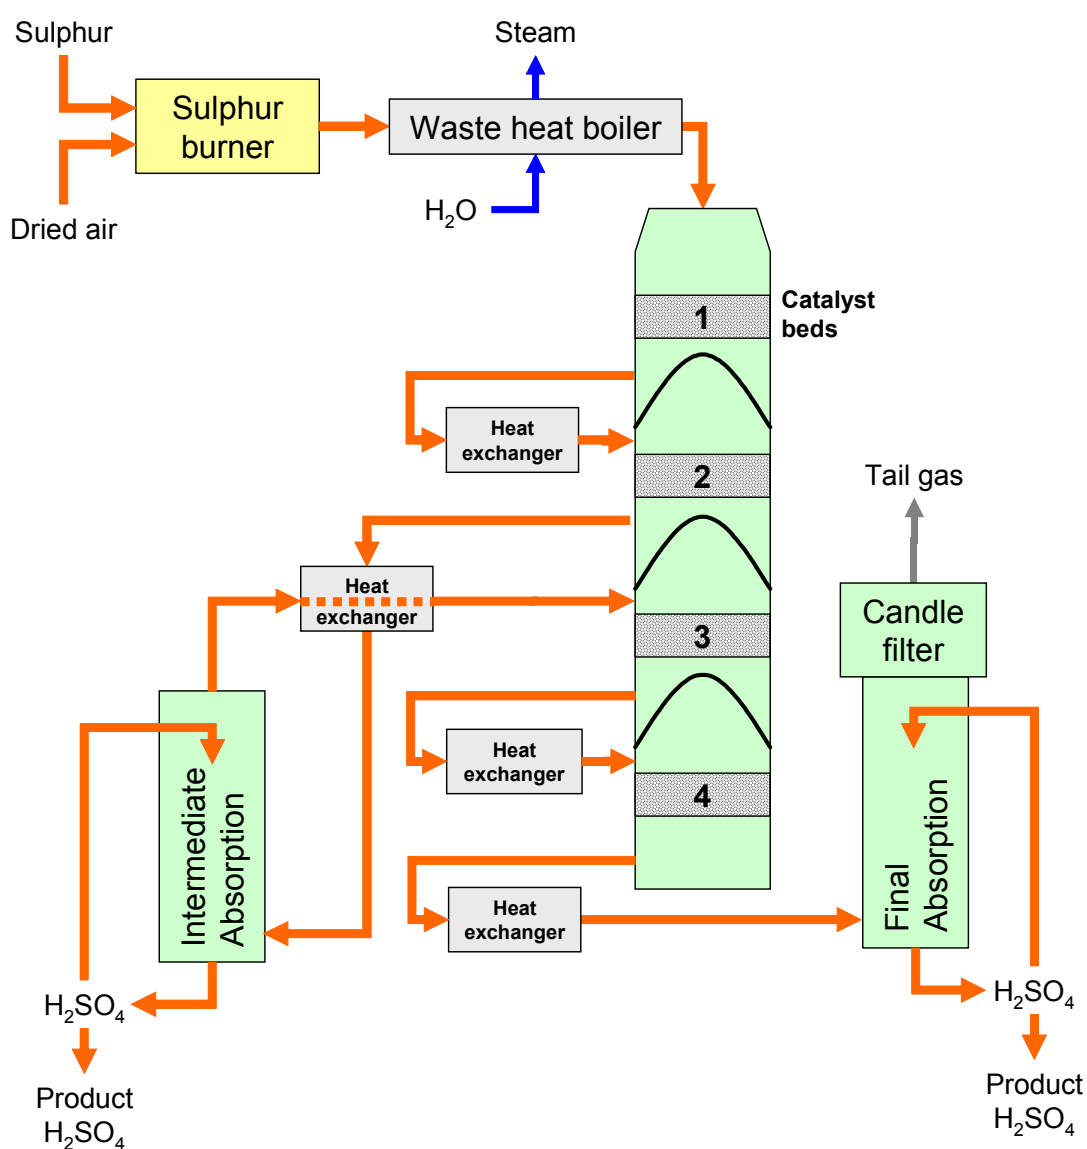 Sulphur
Steam
Sulphur
burner
Waste heat boiler
H₂O
Dried air
1
Catalyst
beds
Heat
exchanger
2
Tail gas
Heat
exchanger
Candle
filter
3
Heat
exchanger
4
Intermediate
Absorption
Final
Absorption
Heat
exchanger
H₂SO₄
H₂SO₄
Product
H₂SO₄
Product
H₂SO₄